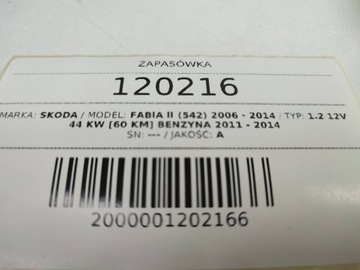 ZAPASÓWKA
120216
MARKA: SKODA / MODEL: FABIA II (542) 2006 - 2014 / TYP: 1.2 12V
44 KW [60 KM] BENZYNA 2011 - 2014
SN: --- / JAKOŚĆ: A
2000001202166